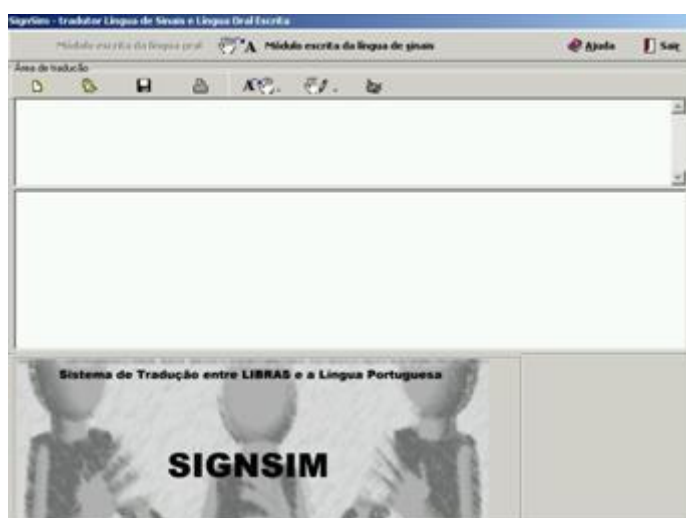 SignSim - tradutor Língua de Sinais e Língua Oral Escrita
Módulo escrita da língua oral A Módulo escrita da língua de sinais Ajuda Sair
Área de tradução
A
Sistema de Tradução entre LIBRAS e a Língua Portuguesa
SIGNSIM